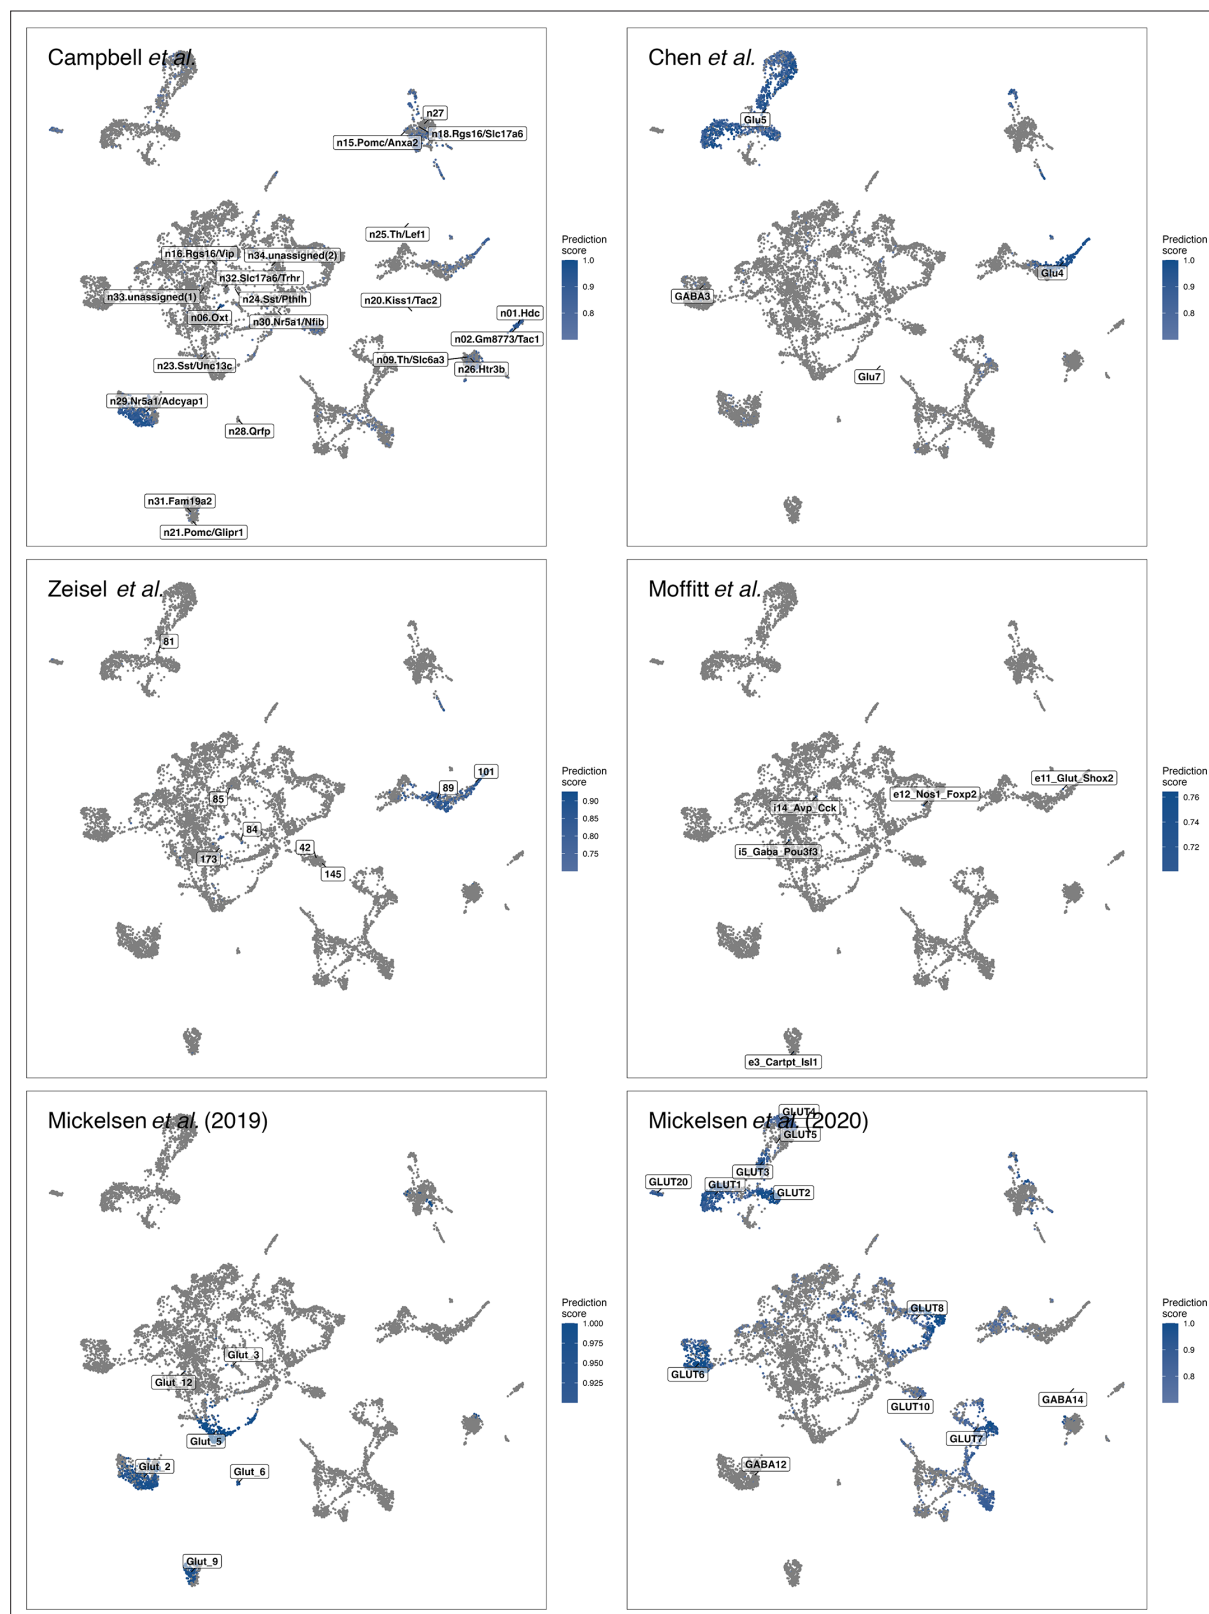 Campbell et al.
n27
n18.Rgs16/Slc17a6
n15.Pomc/Anxa2
n25.Th/Lef1
n16.Rgs16/Vip
n34.unassigned(2)
n32.Slc17a6/Trhr
n33.unassigned(1)
n24.Sst/Pthlh
n20.Kiss1/Tac2
n06.Oxt
n30.Nr5a1/Nfib
n01.Hdc
n02.Gm8773/Tac1
n09.Th/Slc6a3
n26.Htr3b
n23.Sst/Unc13c
n29.Nr5a1/Adcyap1
n28.Qrfp
n31.Fam19a2
n21.Pomc/Glipr1
Prediction
score
1.0
0.9
0.8
Chen et al.
Glu5
Glu4
GABA3
Glu7
Prediction
score
1.0
0.9
0.8
Zeisel et al.
81
101
89
85
84
173
42
145
Prediction
score
0.90
0.85
0.80
0.75
Moffitt et al.
e11_Glut_Shox2
e12_Nos1_Foxp2
i14_Avp_Cck
i5_Gaba_Pou3f3
e3_Cartpt_Isl1
Prediction
score
0.76
0.74
0.72
Mickelsen et al. (2019)
Glut_3
Glut_12
Glut_5
Glut_2
Glut_6
Glut_9
Prediction
score
1.000
0.975
0.950
0.925
Mickelsen et al. (2020)
GLUT4
GLUT5
GLUT3
GLUT20
GLUT1
GLUT2
GLUT8
GLUT6
GLUT10
GABA14
GLUT7
GABA12
Prediction
score
1.0
0.9
0.8